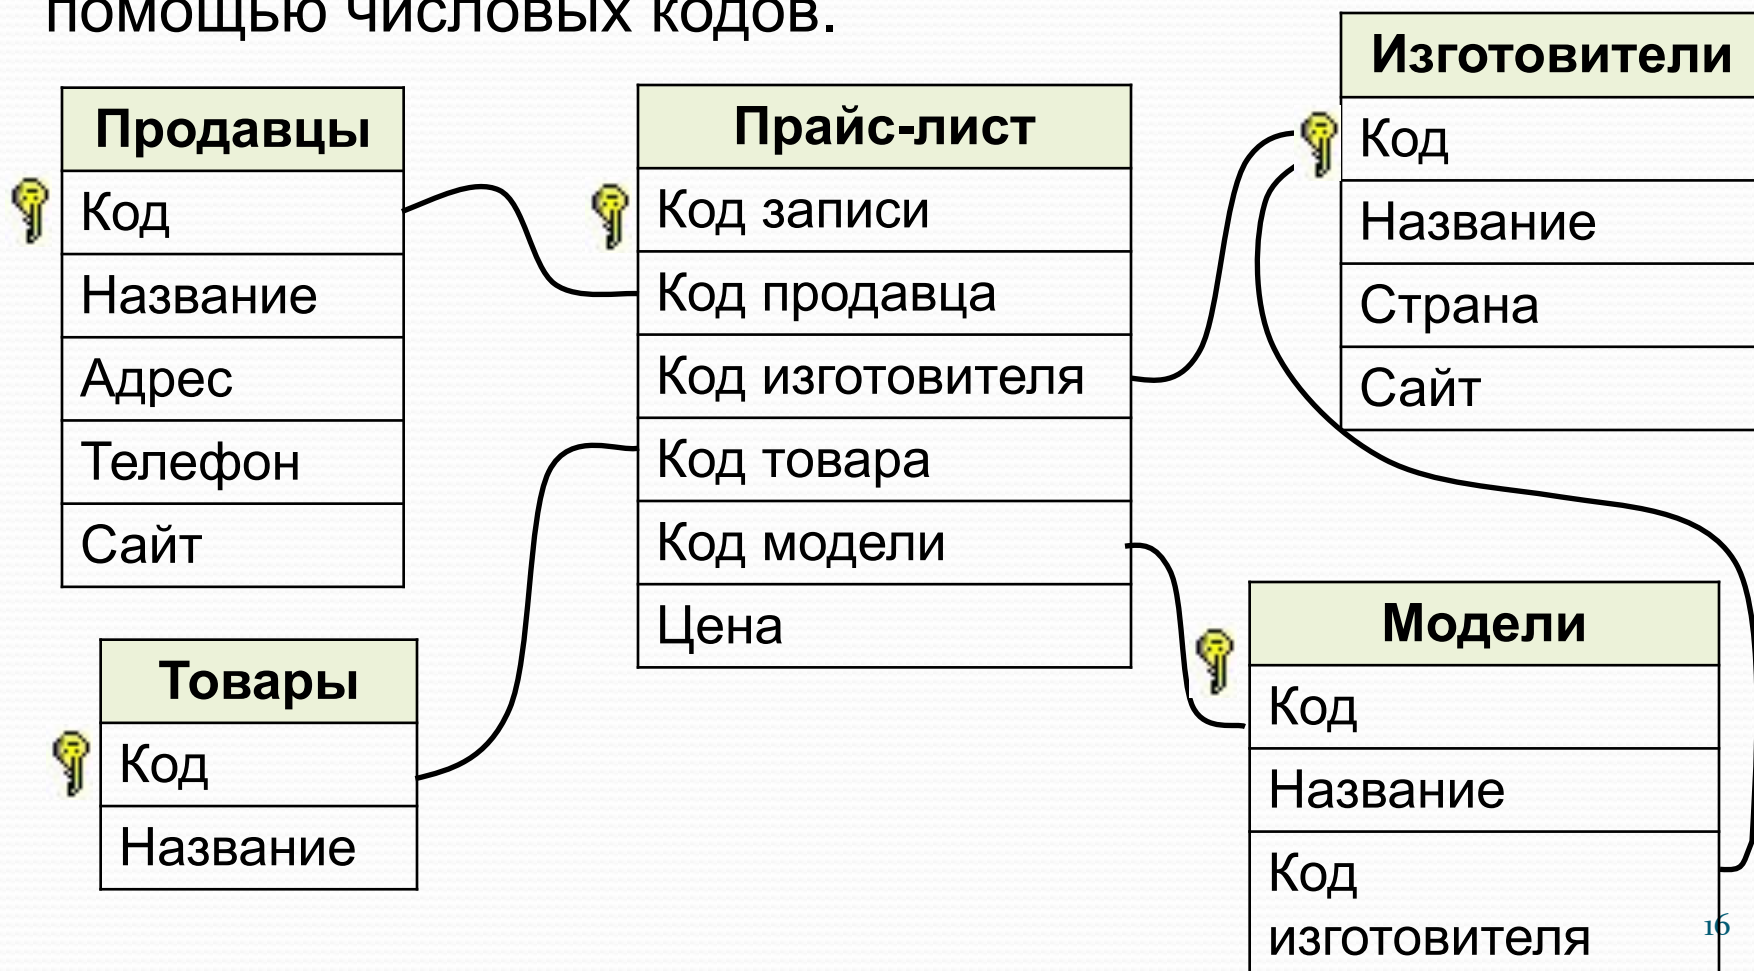 помощью числовых кодов.
Продавцы
Код
Название
Адрес
Телефон
Сайт
Товары
Код
Название
Прайс-лист
Код записи
Код продавца
Код изготовителя
Код товара
Код модели
Цена
Изготовители
Код
Название
Страна
Сайт
Модели
Код
Название
Код
изготовителя
16